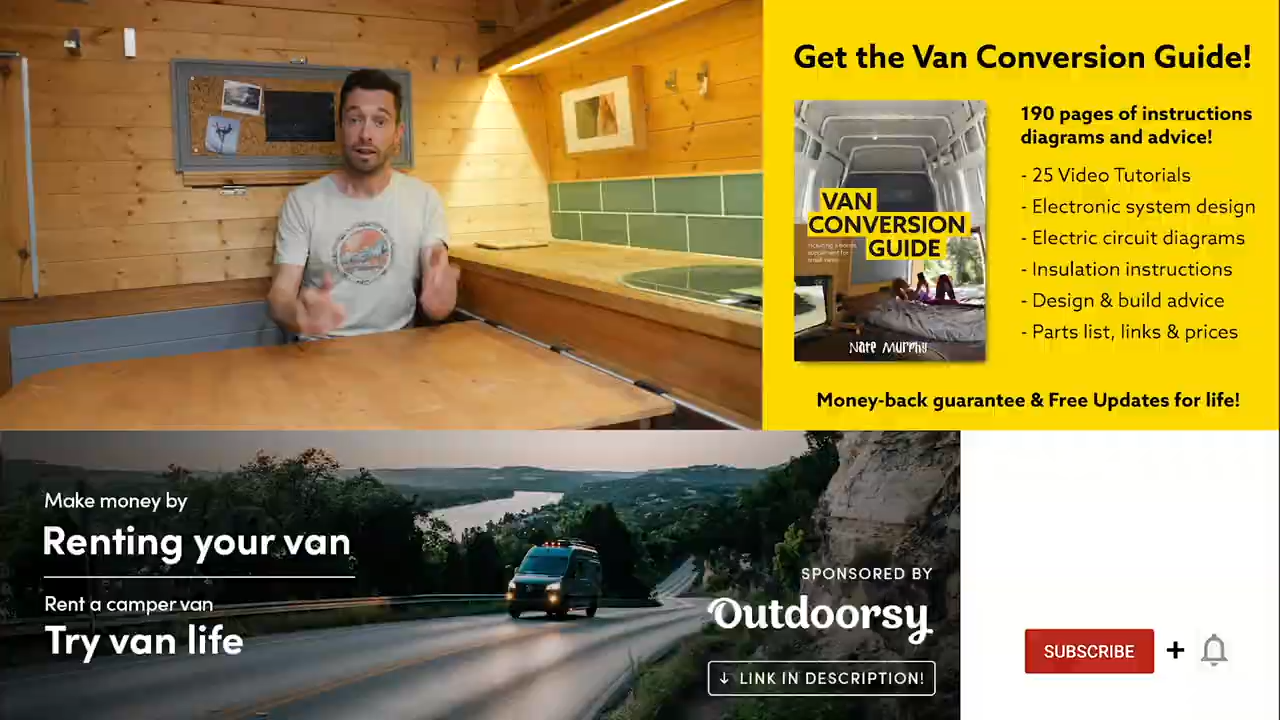 Get the Van Conversion Guide!
VAN
CONVERSION
GUIDE
Nate Murphy
190 pages of instructions
diagrams and advice!
- 25 Video Tutorials
- Electronic system design
- Electric circuit diagrams
- Insulation instructions
- Design & build advice
- Parts list, links & prices
Money-back guarantee & Free Updates for life!
Make money by
Renting your van
Rent a camper van
Try van life
SPONSORED BY
Outdoorsy
↓ LINK IN DESCRIPTION!
SUBSCRIBE +